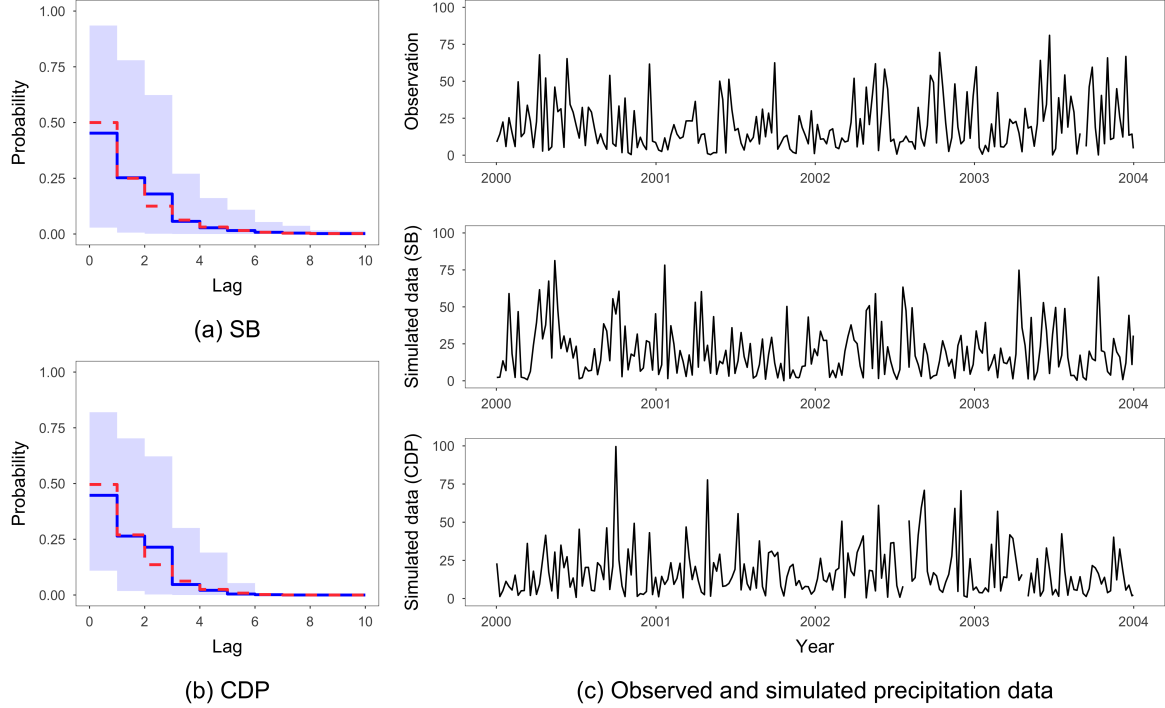 1.00
0.75
0.50
0.25
0.00
Probability
0 2 4 6 8 10
Lag
(a) SB
1.00
0.75
0.50
0.25
0.00
Probability
0 2 4 6 8 10
Lag
(b) CDP
100
75
50
25
0
Observation
2000 2001 2002 2003 2004
100
75
50
25
0
Simulated data (SB)
2000 2001 2002 2003 2004
100
75
50
25
0
Simulated data (CDP)
2000 2001 2002 2003 2004
Year
(c) Observed and simulated precipitation data